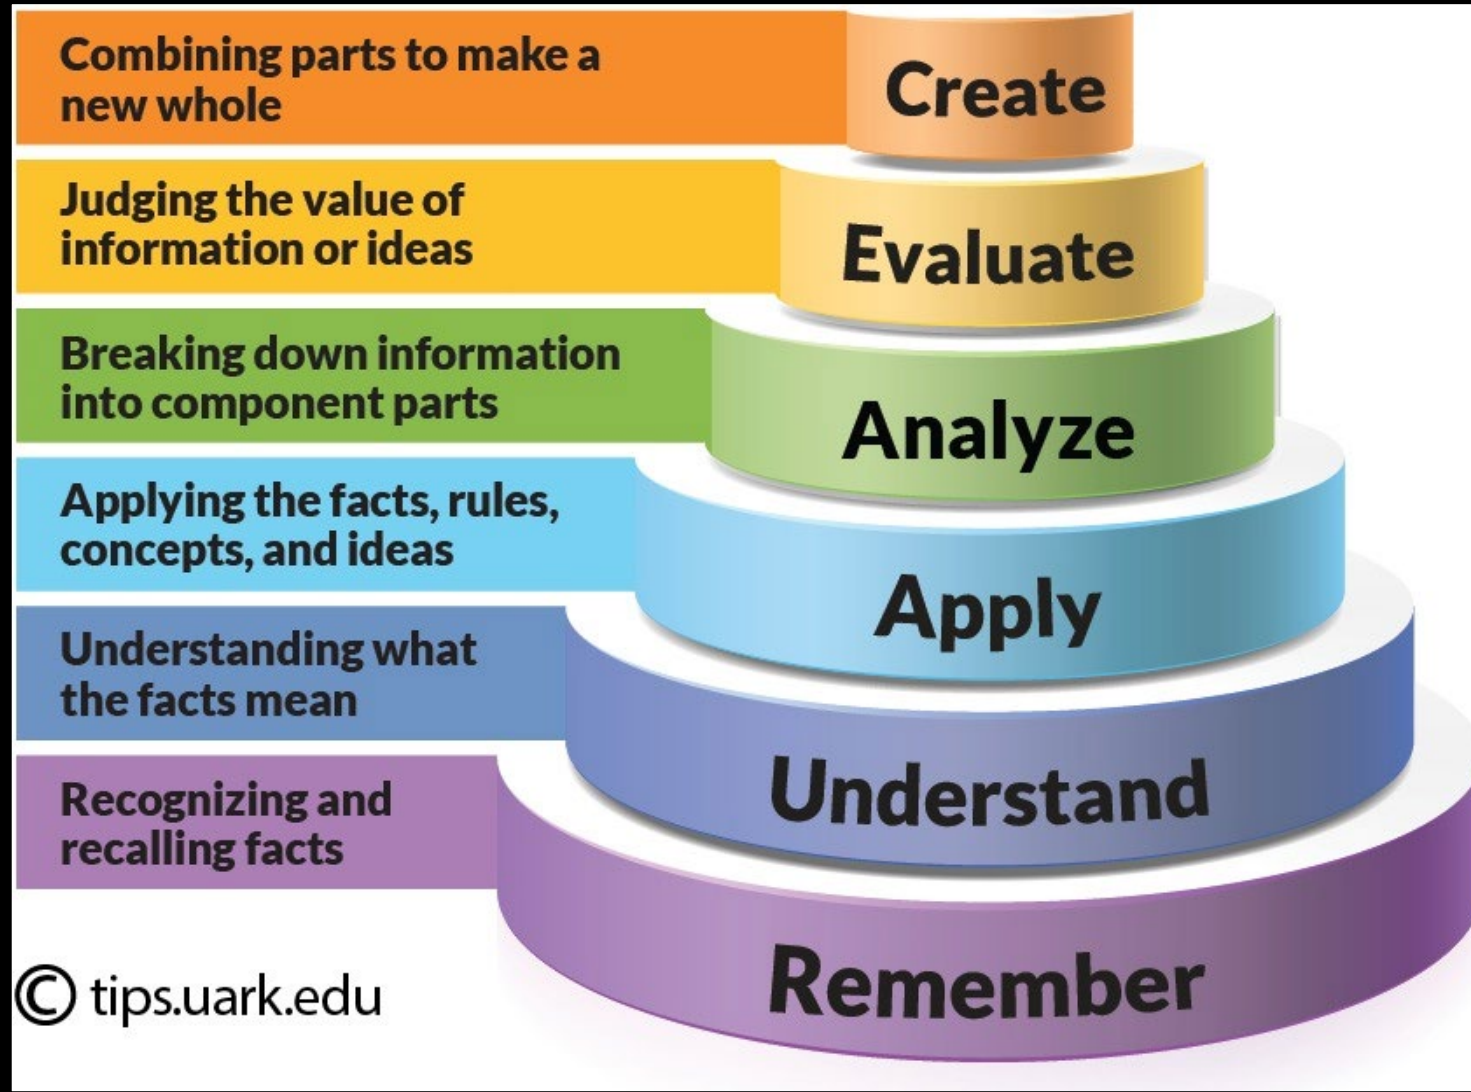 Combining parts to make a
new whole
Create
Judging the value of
information or ideas
Evaluate
Breaking down information
into component parts
Analyze
Applying the facts, rules,
concepts, and ideas
Apply
Understanding what
the facts mean
Understand
Recognizing and
recalling facts
Remember
© tips.uark.edu